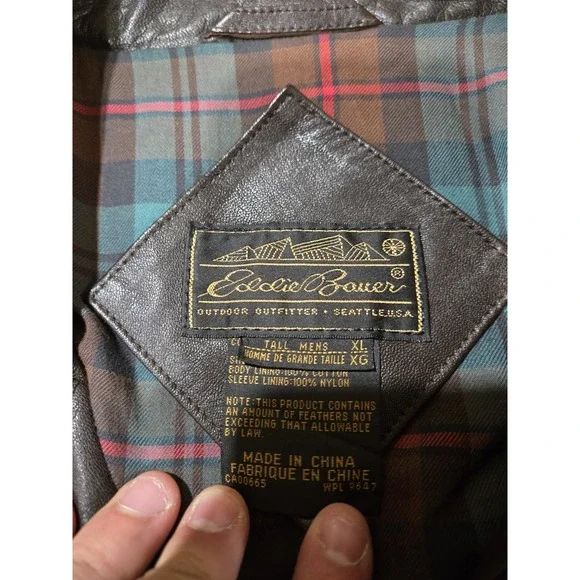 Eddie Bauer ®
OUTDOOR OUTFITTER • SEATTLE, U.S.A.
TALL MENS XL
HOMME DE GRANDE TAILLE XG
BODY LINING:100% COTTON
SLEEVE LINING:100% NYLON
NOTE:THIS PRODUCT CONTAINS
AN AMOUNT OF FEATHERS NOT
EXCEEDING THAT ALLOWABLE
BY LAW.
MADE IN CHINA
FABRIQUE EN CHINE
CA00665 WPL 9647